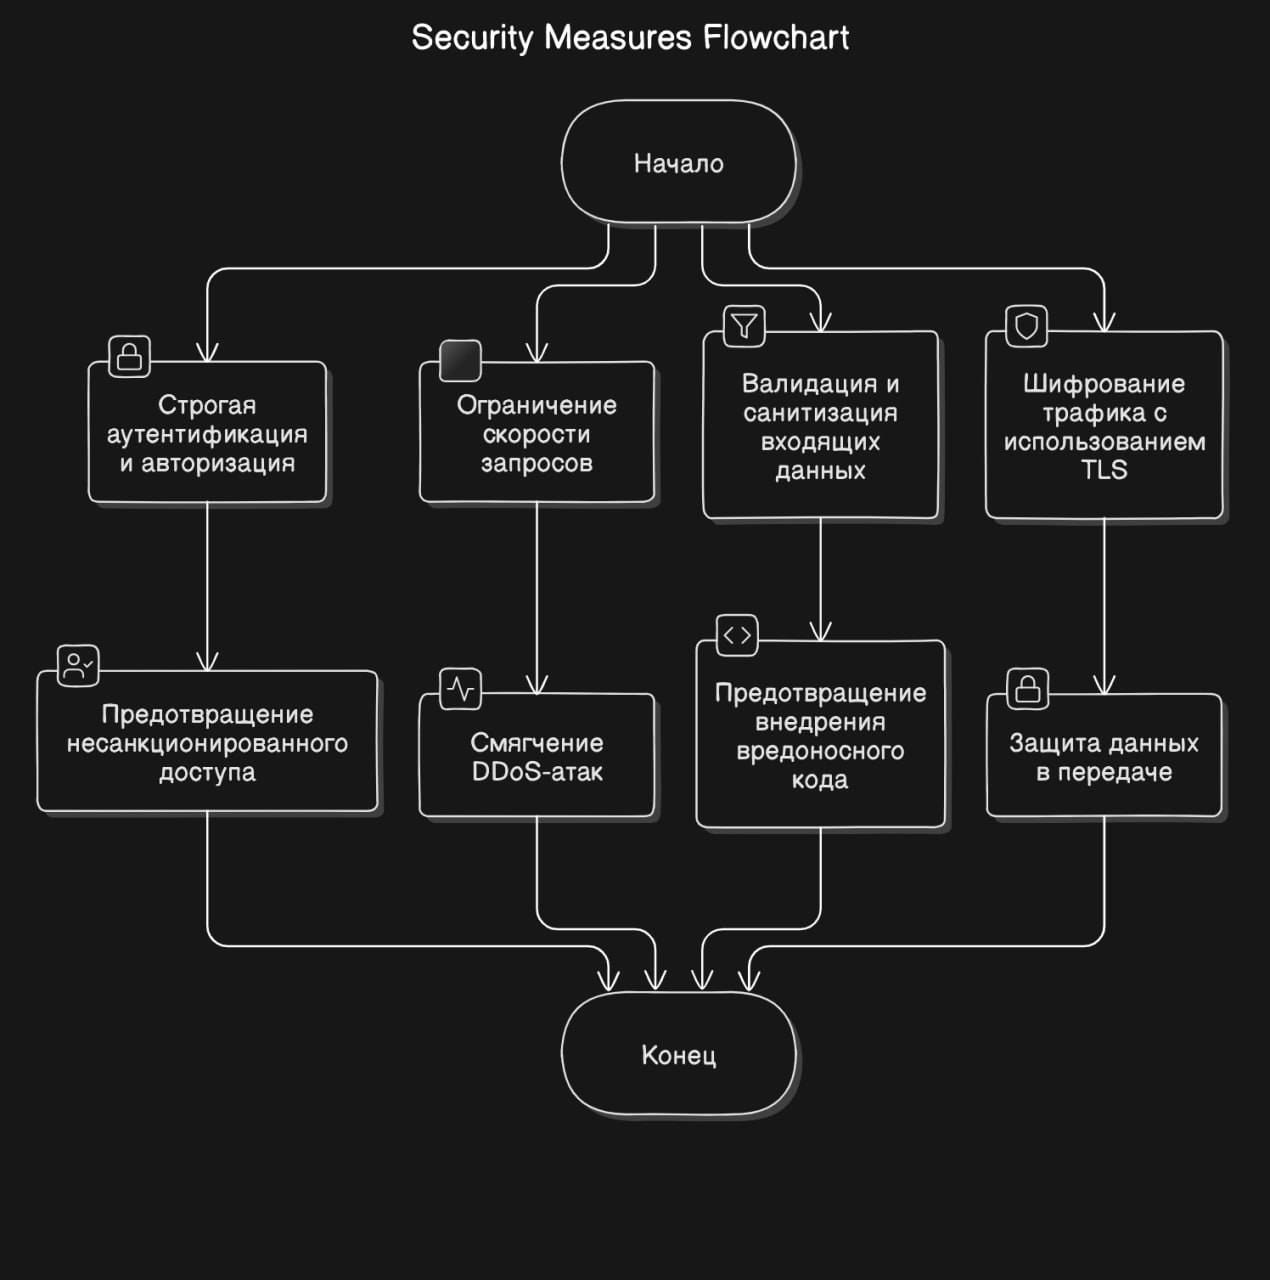 Security Measures Flowchart
Начало
Строгая
аутентификация
и авторизация
Ограничение
скорости
запросов
Валидация и
санитизация
входящих
данных
Шифрование
трафика с
использованием
TLS
Предотвращение
несанкционированного
доступа
Смягчение
DDoS-атак
Предотвращение
внедрения
вредоносного
кода
Защита данных
в передаче
Конец